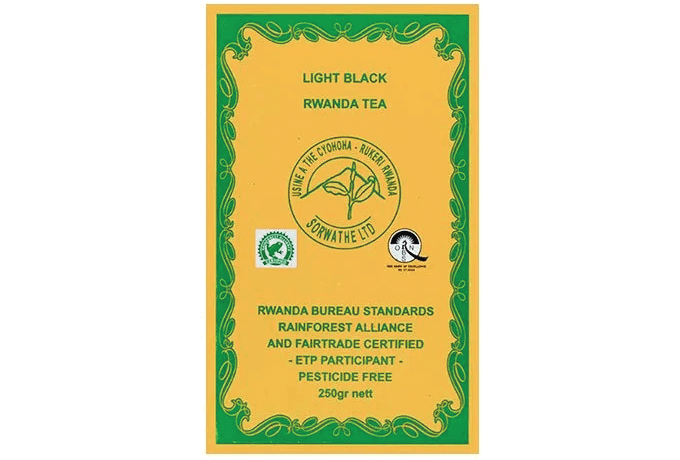 LIGHT BLACK
RWANDA TEA
USINE A THE CYOHOHA - RUKERI RWANDA
SORWATHE LTD
RWANDA BUREAU STANDARDS
RAINFOREST ALLIANCE
AND FAIRTRADE CERTIFIED
- ETP PARTICIPANT -
PESTICIDE FREE
250gr nett